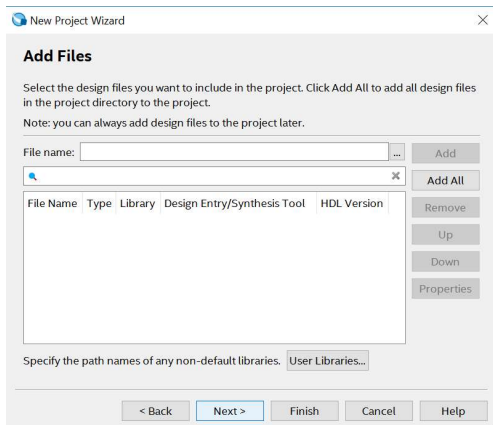 New Project Wizard
Add Files
Select the design files you want to include in the project. Click Add All to add all design files
in the project directory to the project.
Note: you can always add design files to the project later.
File name: ... Add
Add All
File Name Type Library Design Entry/Synthesis Tool HDL Version
Remove
Up
Down
Properties
Specify the path names of any non-default libraries. User Libraries...
< Back Next > Finish Cancel Help